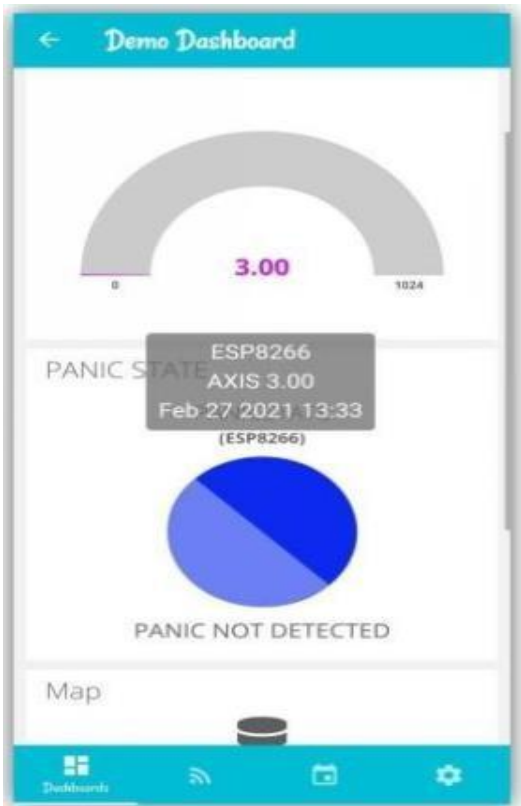 Demo Dashboard
3.00
0
1024
PANIC STATE
ESP8266
AXIS 3.00
Feb 27 2021 13:33
(ESP8266)
PANIC NOT DETECTED
Map
Dashboards